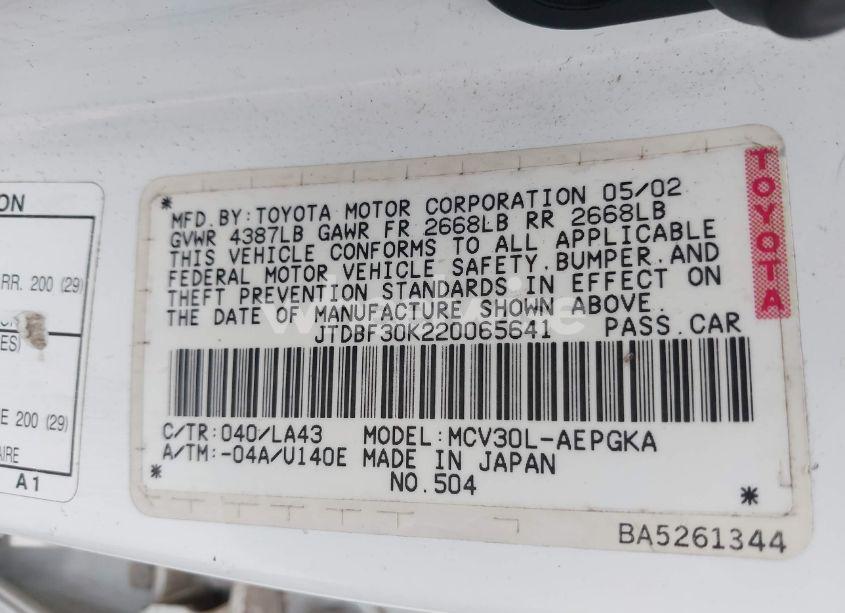 ON
RR. 200 (29)
ES)
E 200 (29)
AIRE
A1
*
MFD. BY: TOYOTA MOTOR CORPORATION 05/02
GVWR 4387LB GAWR FR 2668LB RR 2668LB
THIS VEHICLE CONFORMS TO ALL APPLICABLE
FEDERAL MOTOR VEHICLE SAFETY, BUMPER, AND
THEFT PREVENTION STANDARDS IN EFFECT ON
THE DATE OF MANUFACTURE SHOWN ABOVE.
JTDBF30K220065641 PASS. CAR
C/TR: 040/LA43 MODEL: MCV30L-AEPGKA
A/TM: -04A/U140E MADE IN JAPAN
* NO. 504 *
BA5261344
TOYOTA